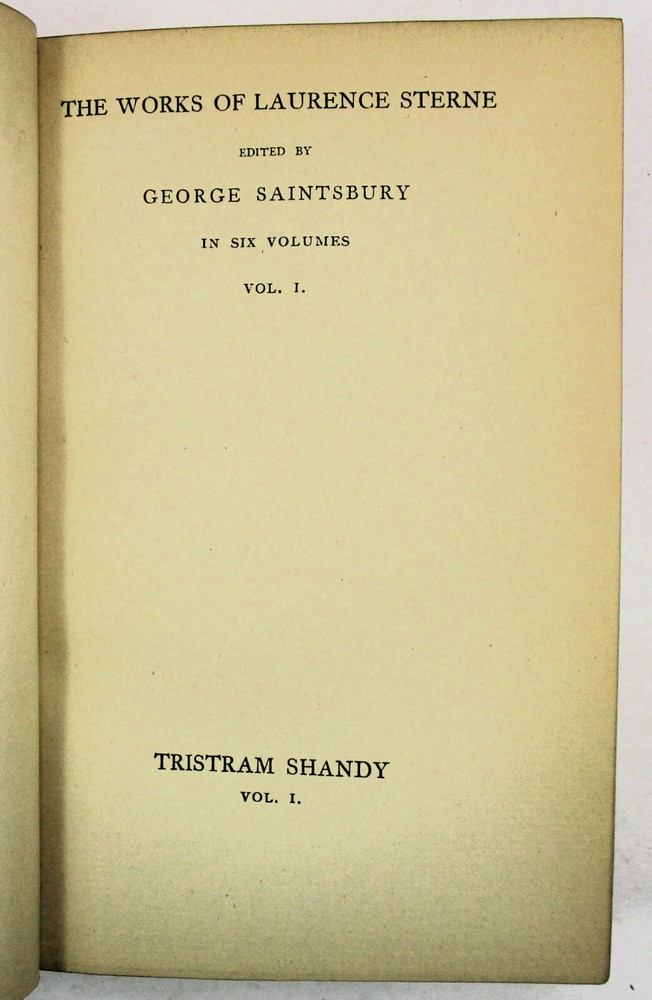 THE WORKS OF LAURENCE STERNE
EDITED BY
GEORGE SAINTSBURY
IN SIX VOLUMES
VOL. I.
TRISTRAM SHANDY
VOL. I.